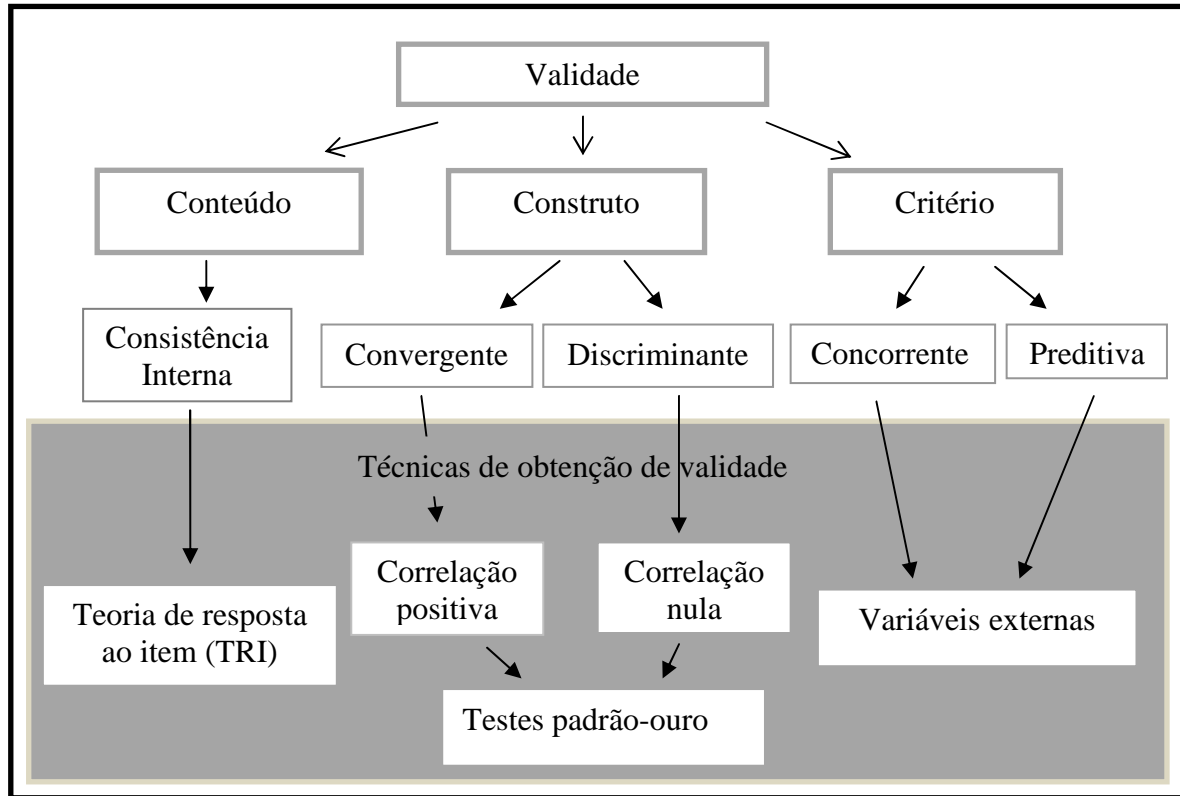 Validade
Conteúdo
Construto
Critério
Consistência
Interna
Convergente
Discriminante
Concorrente
Preditiva
Técnicas de obtenção de validade
Teoria de resposta
ao item (TRI)
Correlação
positiva
Correlação
nula
Variáveis externas
Testes padrão-ouro